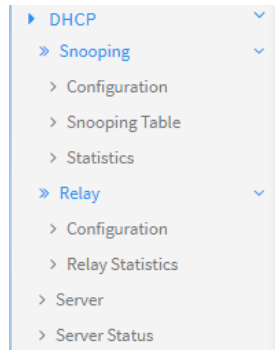 DHCP
Snooping
Configuration
Snooping Table
Statistics
Relay
Configuration
Relay Statistics
Server
Server Status